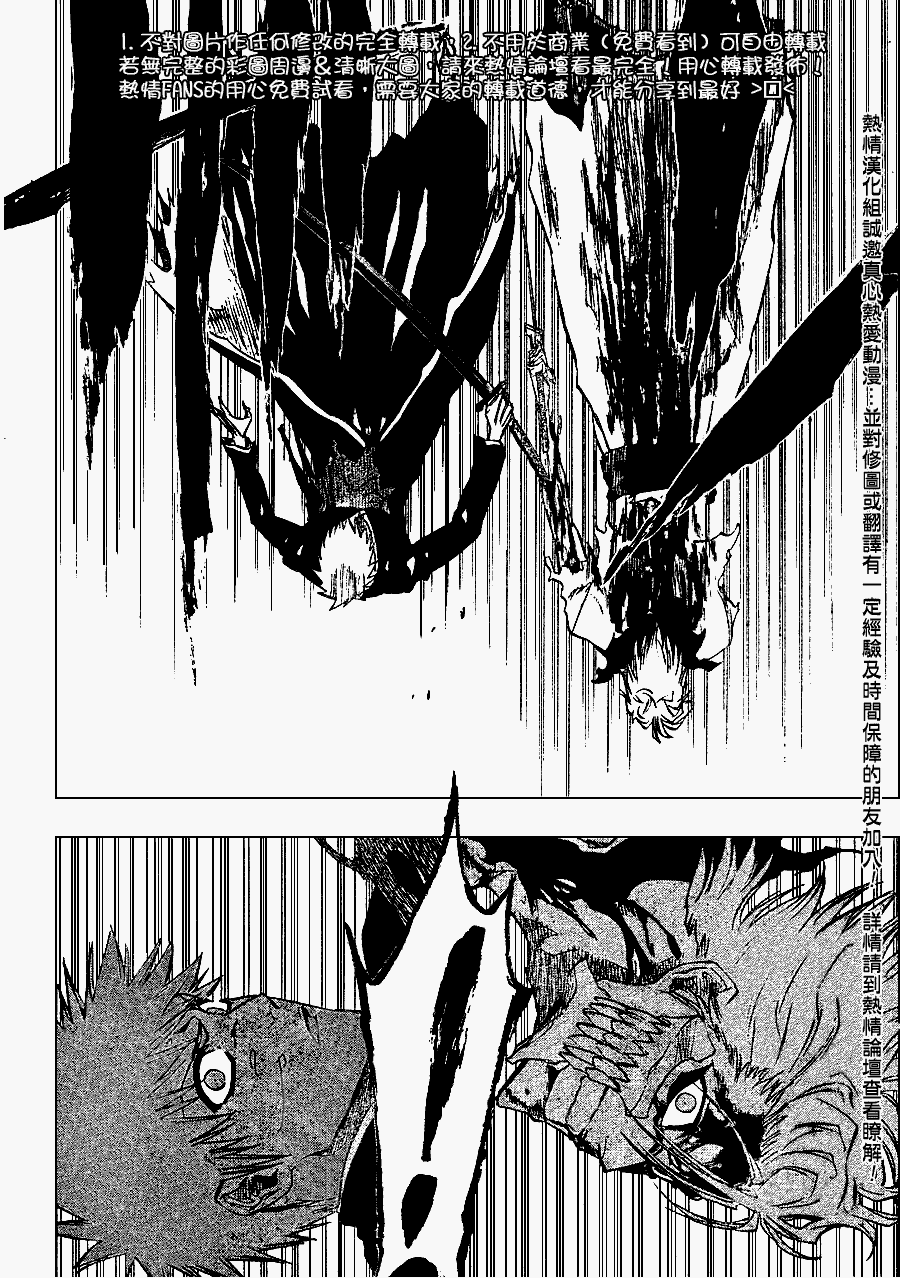 1. 不對圖片作任何修改的完全轉載、2. 不用於商業（免費看到）可自由轉載
若無完整的彩圖周漫＆清晰大圖，請來熱情論壇看最完全！用心轉載發佈！
熱情FANS的用心免費試看，需要大家的轉載道德，才能分享到最好 >口<
熱情漢化組誠邀真心熱愛動漫…並對修圖或翻譯有一定經驗及時間保障的朋友加入！……詳情請到熱情論壇查看瞭解！！